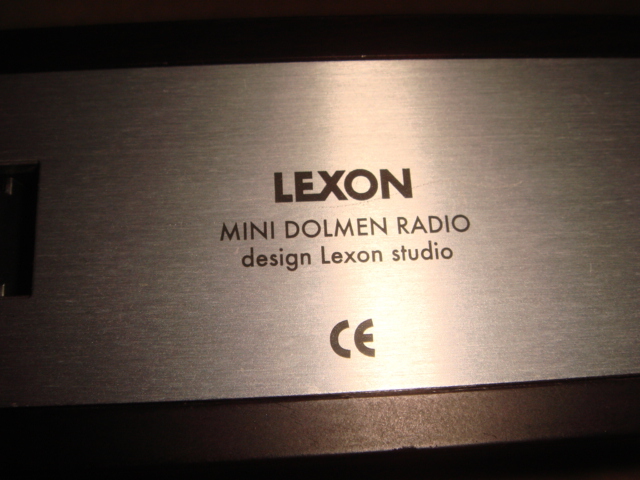 LEXON
MINI DOLMEN RADIO
design Lexon studio
CE